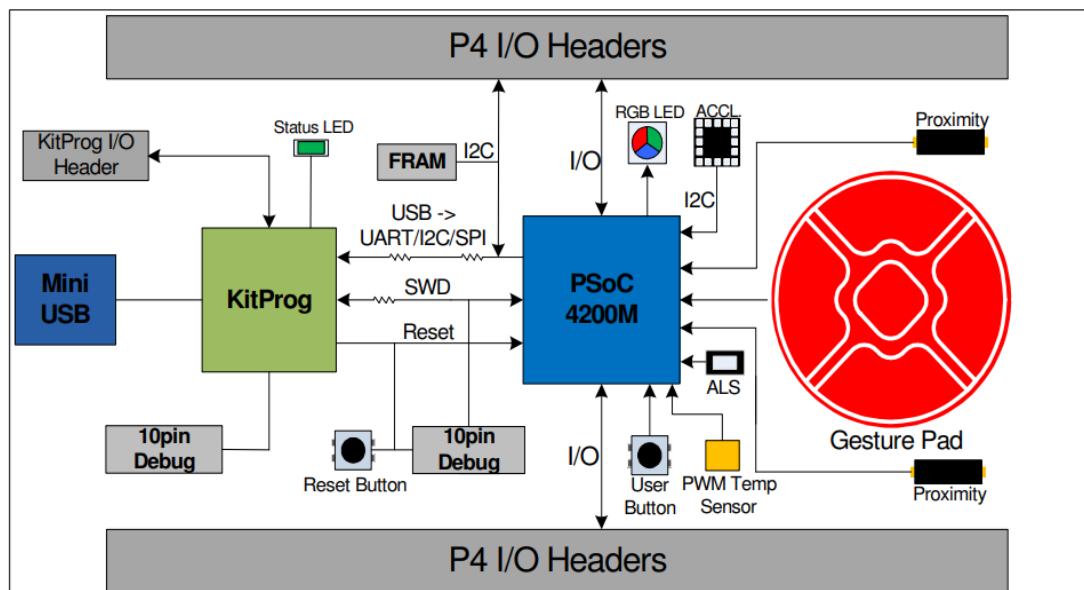 P4 I/O Headers
KitProg I/O
Header
Status LED
FRAM
I2C
I/O
RGB LED
ACCL.
I2C
Proximity
USB ->
UART/I2C/SPI
Mini
USB
KitProg
SWD
Reset
PSoC
4200M
ALS
Gesture Pad
10pin
Debug
Reset Button
10pin
Debug
I/O
User
Button
PWM Temp
Sensor
Proximity
P4 I/O Headers